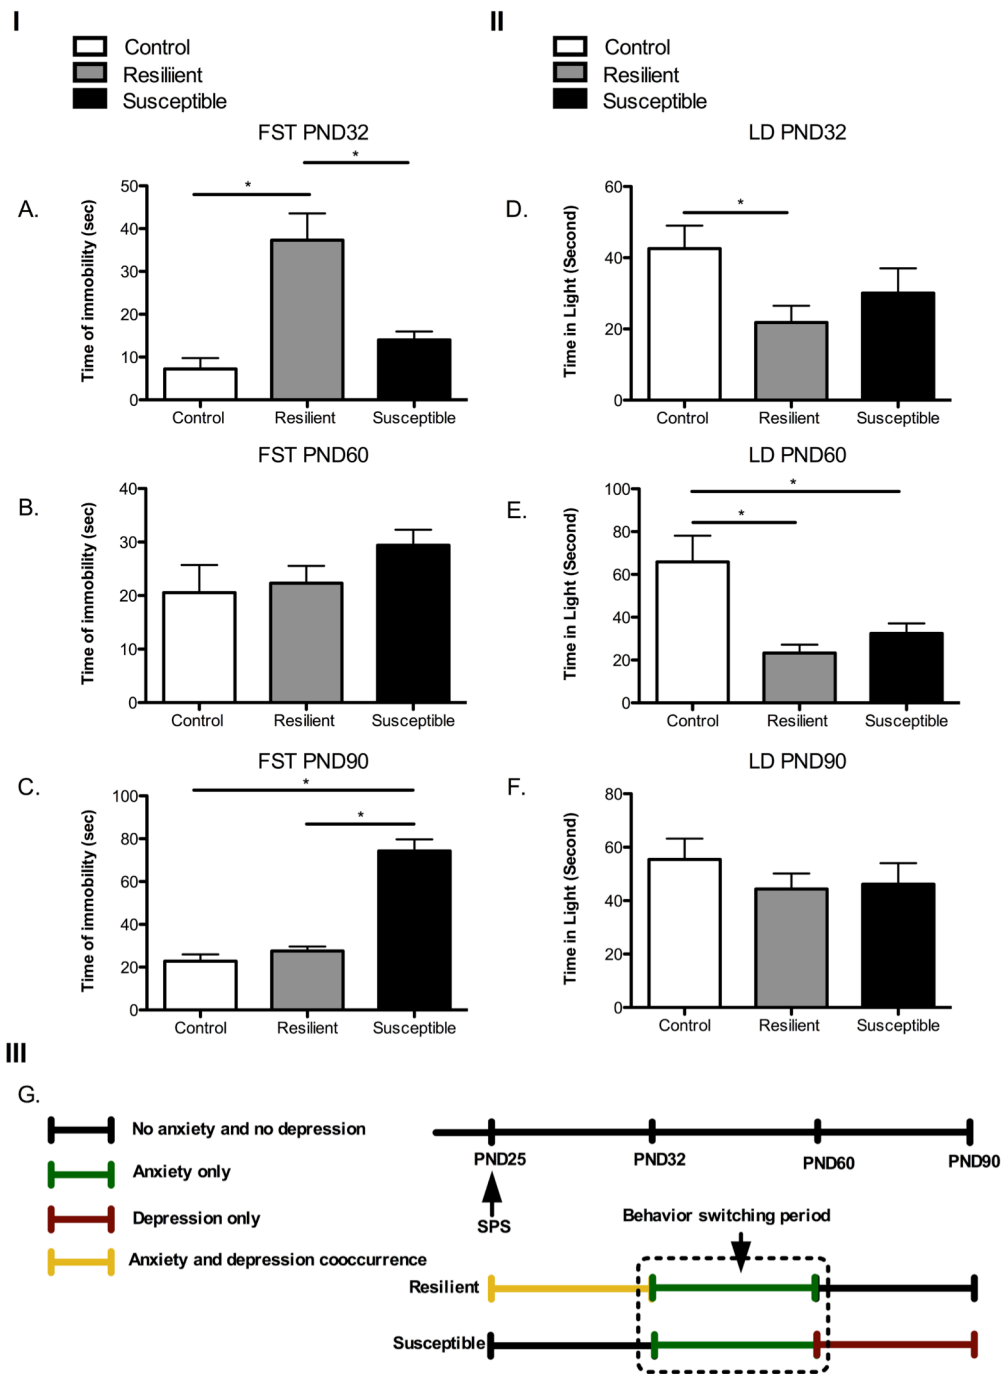 I
Control
Resiliient
Susceptible
FST PND32
A.
Time of immobility (sec)
50
40
30
20
10
0
*
*
Control Resilient Susceptible
FST PND60
B.
Time of immobility (sec)
40
30
20
10
0
Control Resilient Susceptible
FST PND90
C.
Time of immobility (sec)
100
80
60
40
20
0
*
*
Control Resilient Susceptible
II
Control
Resilient
Susceptible
LD PND32
D.
Time in Light (Second)
60
40
20
0
*
Control Resilient Susceptible
LD PND60
E.
Time in Light (Second)
100
80
60
40
20
0
*
*
Control Resilient Susceptible
LD PND90
F.
Time in Light (Second)
80
60
40
20
0
Control Resilient Susceptible
III
G.
No anxiety and no depression
Anxiety only
Depression only
Anxiety and depression cooccurrence
PND25 PND32 PND60 PND90
SPS
Behavior switching period
Resilient
Susceptible